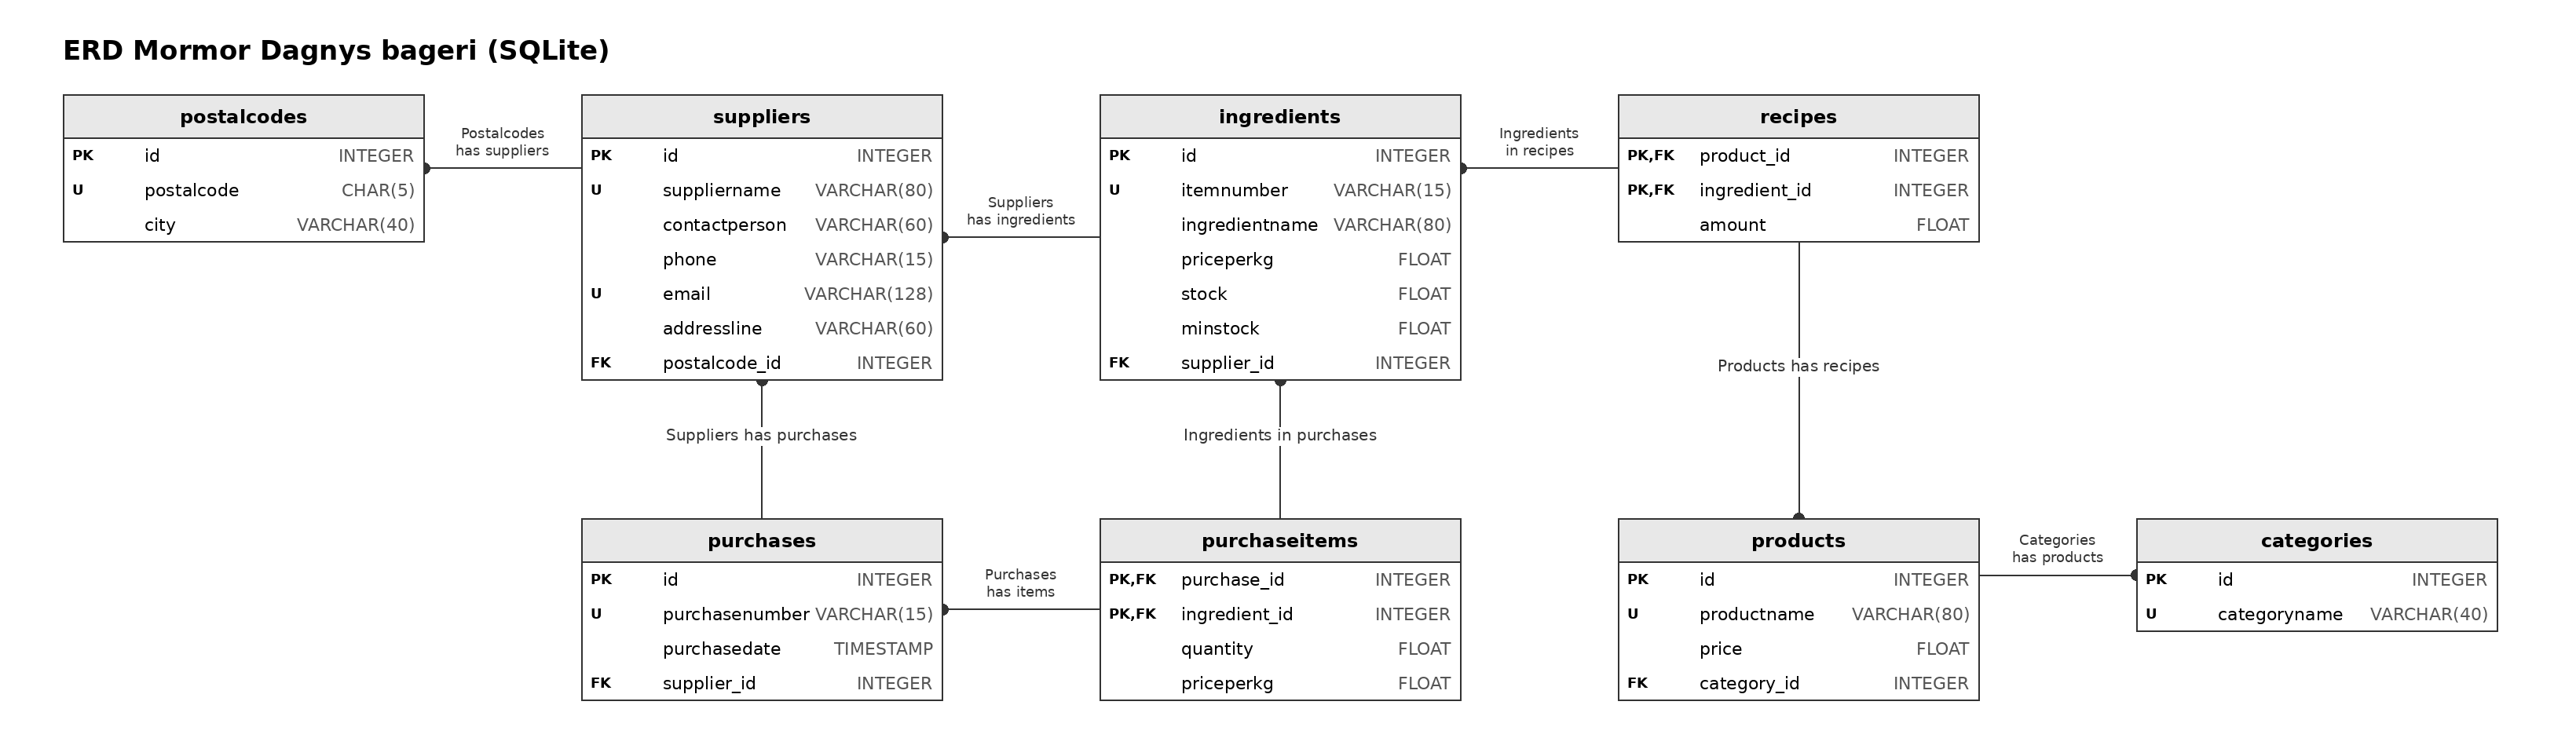 ERD Mormor Dagnys bageri (SQLite)
postalcodes
PK id INTEGER
U postalcode CHAR(5)
city VARCHAR(40)
Postalcodes
has suppliers
suppliers
PK id INTEGER
U suppliername VARCHAR(80)
contactperson VARCHAR(60)
phone VARCHAR(15)
U email VARCHAR(128)
addressline VARCHAR(60)
FK postalcode_id INTEGER
Suppliers
has ingredients
ingredients
PK id INTEGER
U itemnumber VARCHAR(15)
ingredientname VARCHAR(80)
priceperkg FLOAT
stock FLOAT
minstock FLOAT
FK supplier_id INTEGER
Ingredients
in recipes
recipes
PK,FK product_id INTEGER
PK,FK ingredient_id INTEGER
amount FLOAT
Products has recipes
Suppliers has purchases
Ingredients in purchases
purchases
PK id INTEGER
U purchasenumber VARCHAR(15)
purchasedate TIMESTAMP
FK supplier_id INTEGER
Purchases
has items
purchaseitems
PK,FK purchase_id INTEGER
PK,FK ingredient_id INTEGER
quantity FLOAT
priceperkg FLOAT
products
PK id INTEGER
U productname VARCHAR(80)
price FLOAT
FK category_id INTEGER
Categories
has products
categories
PK id INTEGER
U categoryname VARCHAR(40)